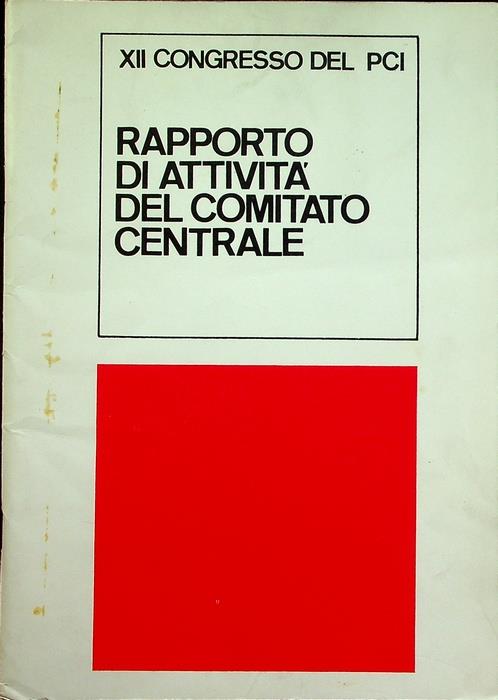 XII CONGRESSO DEL PCI
RAPPORTO
DI ATTIVITÀ
DEL COMITATO
CENTRALE